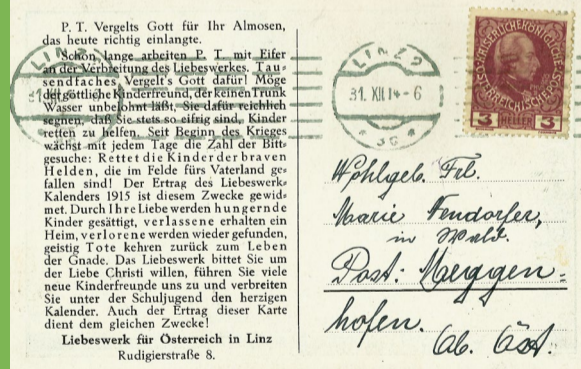 P. T. Vergelts Gott für Ihr Almosen,
das heute richtig einlangte.
Schon lange arbeiten P. T. mit Eifer
an der Verbreitung des Liebeswerkes. Tau=
sendfaches Vergelt's Gott dafür! Möge
der göttliche Kinderfreund, der keinen Trunk
Wasser unbelohnt läßt, Sie dafür reichlich
segnen, daß Sie stets so eifrig sind, Kinder
retten zu helfen. Seit Beginn des Krieges
wächst mit jedem Tage die Zahl der Bitt=
gesuche: Rettet die Kinder der braven
Helden, die im Felde fürs Vaterland ge=
fallen sind! Der Ertrag des Liebeswerk=
Kalenders 1915 ist diesem Zwecke gewid=
met. Durch Ihre Liebe werden hungernde
Kinder gesättigt, verlassene erhalten ein
Heim, verlorene werden wieder gefunden,
geistig Tote kehren zurück zum Leben
der Gnade. Das Liebeswerk bittet Sie um
der Liebe Christi willen, führen Sie viele
neue Kinderfreunde uns zu und verbreiten
Sie unter der Schuljugend den herzigen
Kalender. Auch der Ertrag dieser Karte
dient dem gleichen Zwecke!
Liebeswerk für Österreich in Linz
Rudigierstraße 8.
LINZ 2
31. XII 14 - 6
* 3c *
3 HELLER 3
Wohlgeb. Frl.
Marie Fendorfer,
in Wald.
Post: Meggen=
hofen.
Ob. Öst.